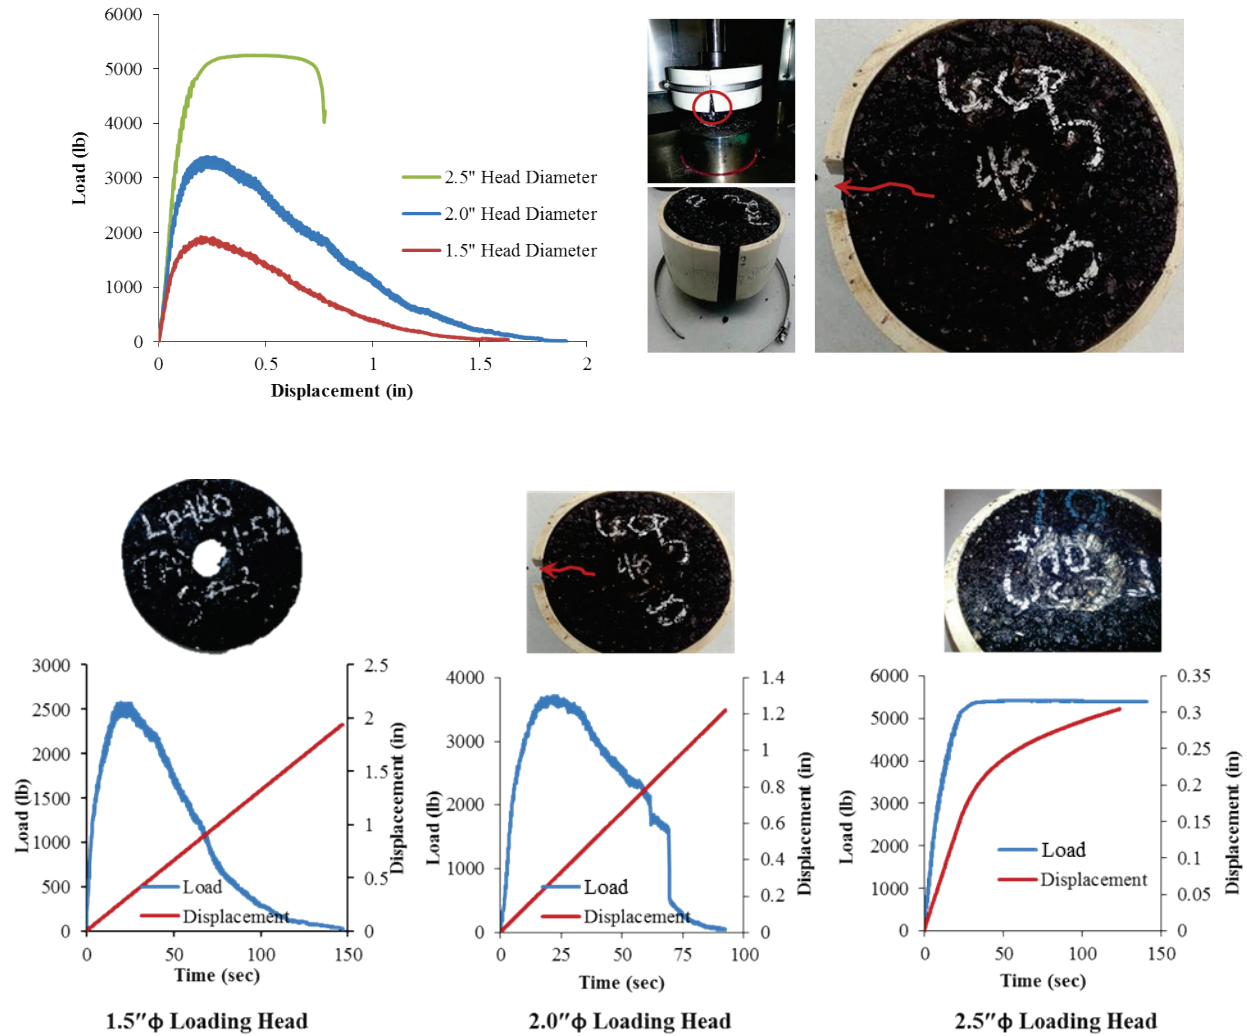 6000
5000
4000
3000
2000
1000
0
Load (lb)
0 0.5 1 1.5 2
Displacement (in)
2.5" Head Diameter
2.0" Head Diameter
1.5" Head Diameter
46
LP4R0
1-5%
S-3
46
3000
2500
2000
1500
1000
500
0
Load (lb)
2.5
2
1.5
1
0.5
0
Displaceement (in)
0 50 100 150
Time (sec)
Load
Displacement
1.5"ϕ Loading Head
4000
3000
2000
1000
0
Load (lb)
1.4
1.2
1
0.8
0.6
0.4
0.2
0
Displacement (in)
0 25 50 75 100
Time (sec)
Load
Displacement
2.0"ϕ Loading Head
6000
5000
4000
3000
2000
1000
0
Load (lb)
0.35
0.3
0.25
0.2
0.15
0.1
0.05
0
Displacement (in)
0 50 100 150
Time (sec)
Load
Displacement
2.5"ϕ Loading Head